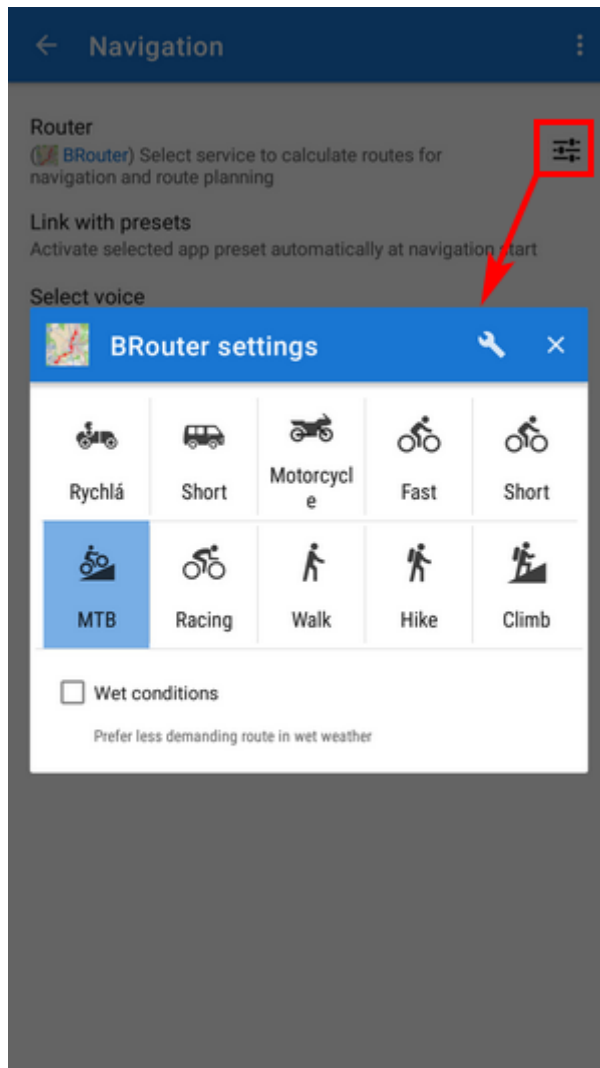 Navigation
Router
(BRouter) Select service to calculate routes for
navigation and route planning
Link with presets
Activate selected app preset automatically at navigation start
Select voice
BRouter settings
Rychlá
Short
Motorcycl
e
Fast
Short
MTB
Racing
Walk
Hike
Climb
Wet conditions
Prefer less demanding route in wet weather